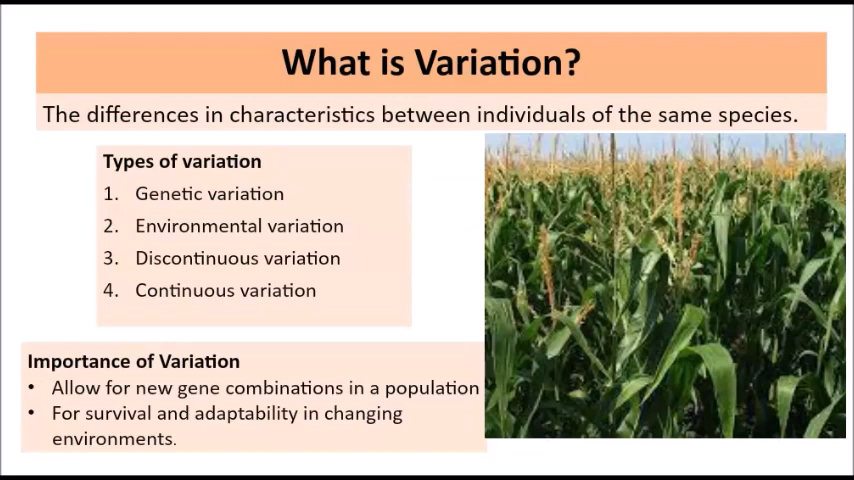 What is Variation?
The differences in characteristics between individuals of the same species.
Types of variation
1. Genetic variation
2. Environmental variation
3. Discontinuous variation
4. Continuous variation
Importance of Variation
• Allow for new gene combinations in a population
• For survival and adaptability in changing
environments.